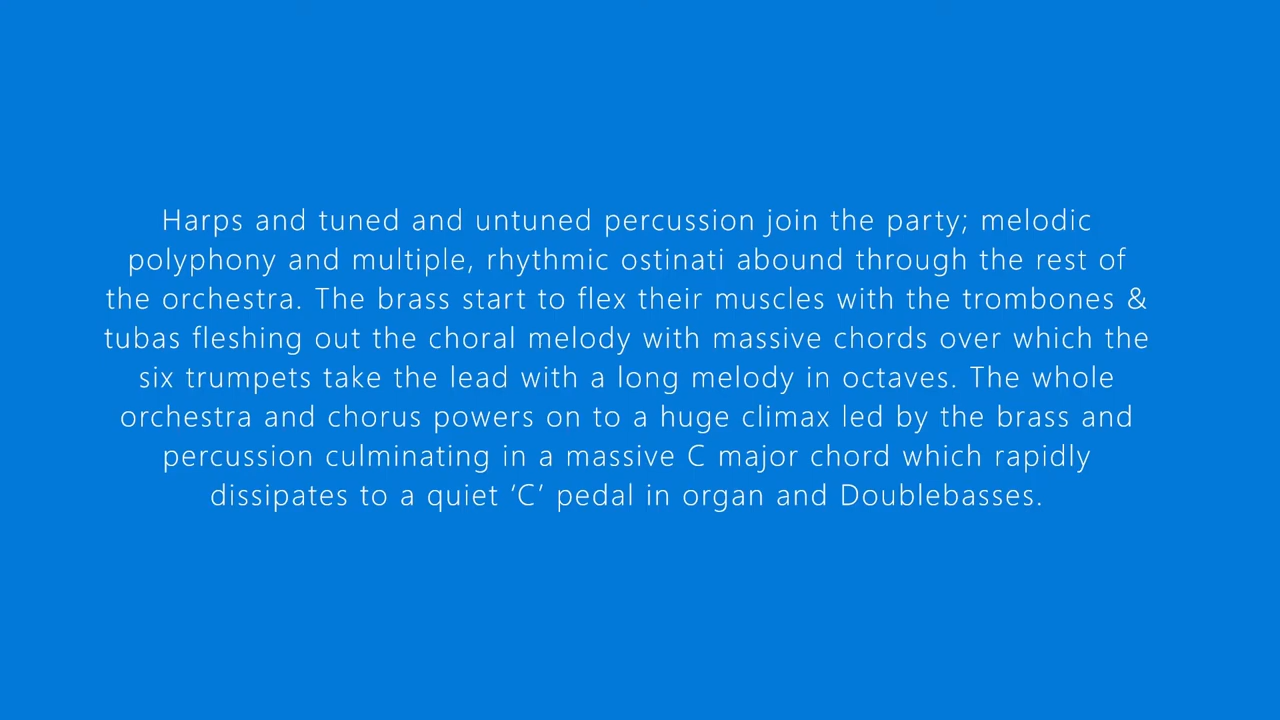 Harps and tuned and untuned percussion join the party; melodic
polyphony and multiple, rhythmic ostinati abound through the rest of
the orchestra. The brass start to flex their muscles with the trombones &
tubas fleshing out the choral melody with massive chords over which the
six trumpets take the lead with a long melody in octaves. The whole
orchestra and chorus powers on to a huge climax led by the brass and
percussion culminating in a massive C major chord which rapidly
dissipates to a quiet ‘C’ pedal in organ and Doublebasses.